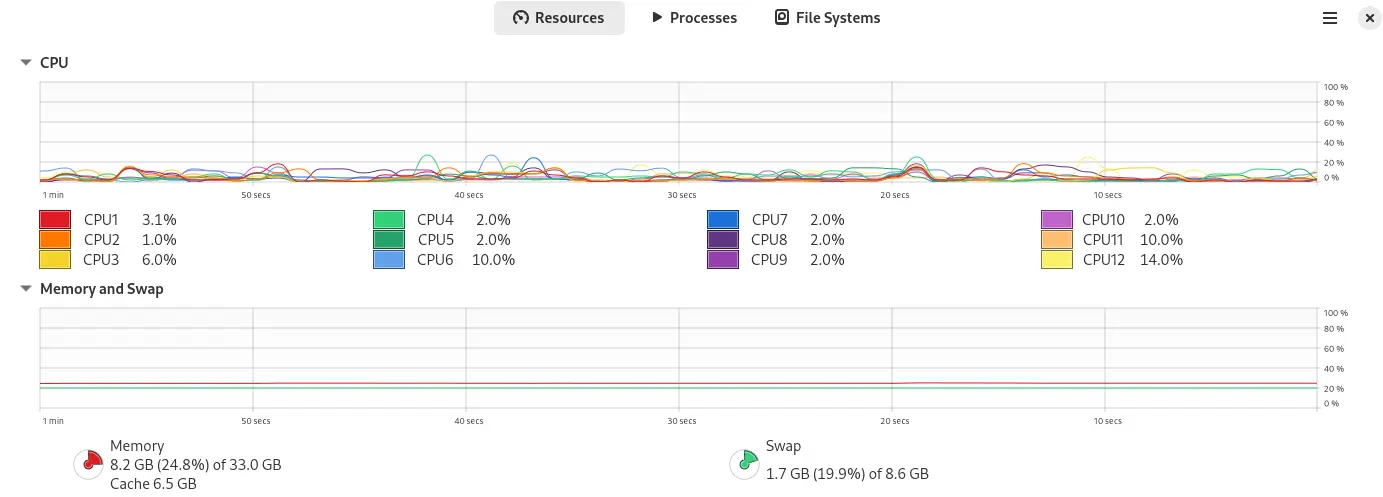 Resources Processes File Systems
CPU
100 %
80 %
60 %
40 %
20 %
0 %
1 min 50 secs 40 secs 30 secs 20 secs 10 secs
CPU1 3.1% CPU4 2.0% CPU7 2.0% CPU10 2.0%
CPU2 1.0% CPU5 2.0% CPU8 2.0% CPU11 10.0%
CPU3 6.0% CPU6 10.0% CPU9 2.0% CPU12 14.0%
Memory and Swap
100 %
80 %
60 %
40 %
20 %
0 %
1 min 50 secs 40 secs 30 secs 20 secs 10 secs
Memory
8.2 GB (24.8%) of 33.0 GB
Cache 6.5 GB
Swap
1.7 GB (19.9%) of 8.6 GB